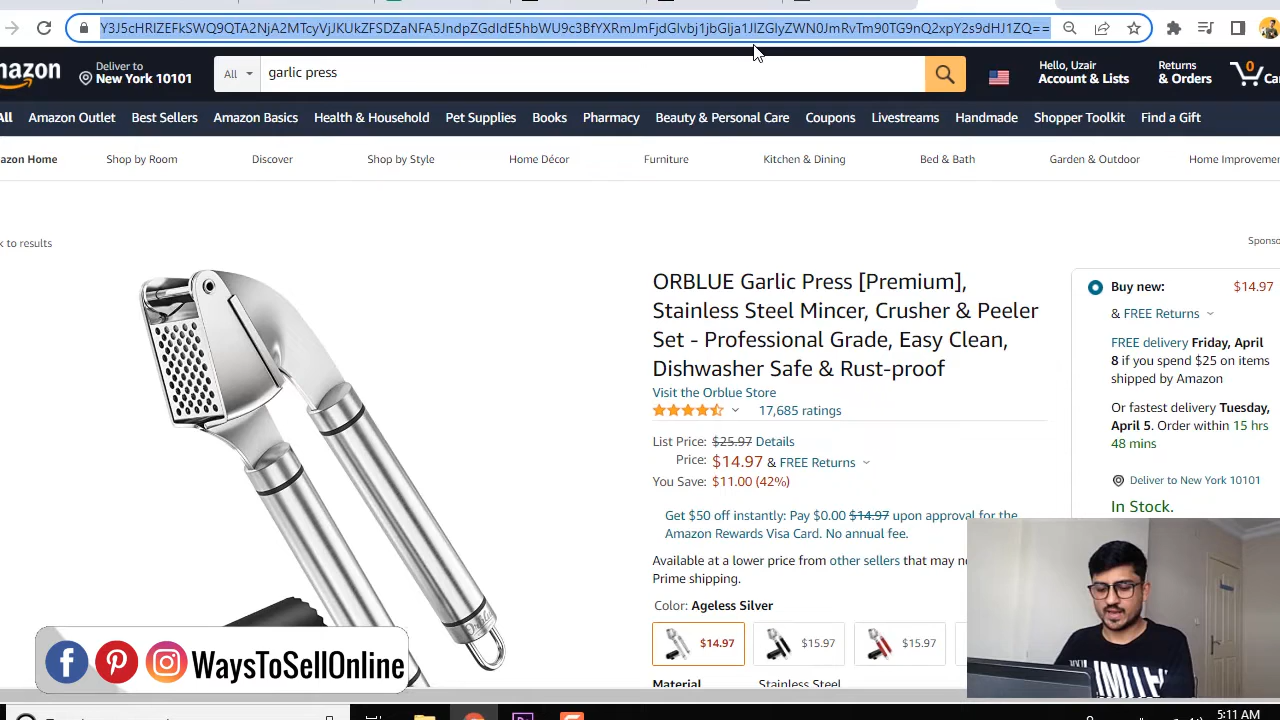 Y3J5cHRlZEFkSWQ9QTA2NjA2MTcyVjJKUkZFSDZaNFA5JndpZGdldE5hbWU9c3BfYXRmJmFjdGlvbj1jbGlja1JlZGlyZWN0JmRvTm90TG9nQ2xpY2s9dHJ1ZQ==
amazon
Deliver to
New York 10101
All
garlic press
Hello, Uzair
Account & Lists
Returns
& Orders
0
Ca
All
Amazon Outlet
Best Sellers
Amazon Basics
Health & Household
Pet Supplies
Books
Pharmacy
Beauty & Personal Care
Coupons
Livestreams
Handmade
Shopper Toolkit
Find a Gift
azon Home
Shop by Room
Discover
Shop by Style
Home Décor
Furniture
Kitchen & Dining
Bed & Bath
Garden & Outdoor
Home Improvemen
k to results
Sponso
ORBLUE Garlic Press [Premium],
Stainless Steel Mincer, Crusher & Peeler
Set - Professional Grade, Easy Clean,
Dishwasher Safe & Rust-proof
Visit the Orblue Store
17,685 ratings
List Price: $25.97 Details
Price: $14.97 & FREE Returns
You Save: $11.00 (42%)
Get $50 off instantly: Pay $0.00 $14.97 upon approval for the
Amazon Rewards Visa Card. No annual fee.
Available at a lower price from other sellers that may no
Prime shipping.
Color: Ageless Silver
$14.97
$15.97
$15.97
Material
Stainless Steel
Buy new:
$14.97
& FREE Returns
FREE delivery Friday, April
8 if you spend $25 on items
shipped by Amazon
Or fastest delivery Tuesday,
April 5. Order within 15 hrs
48 mins
Deliver to New York 10101
In Stock.
WaysToSellOnline
5:11 AM